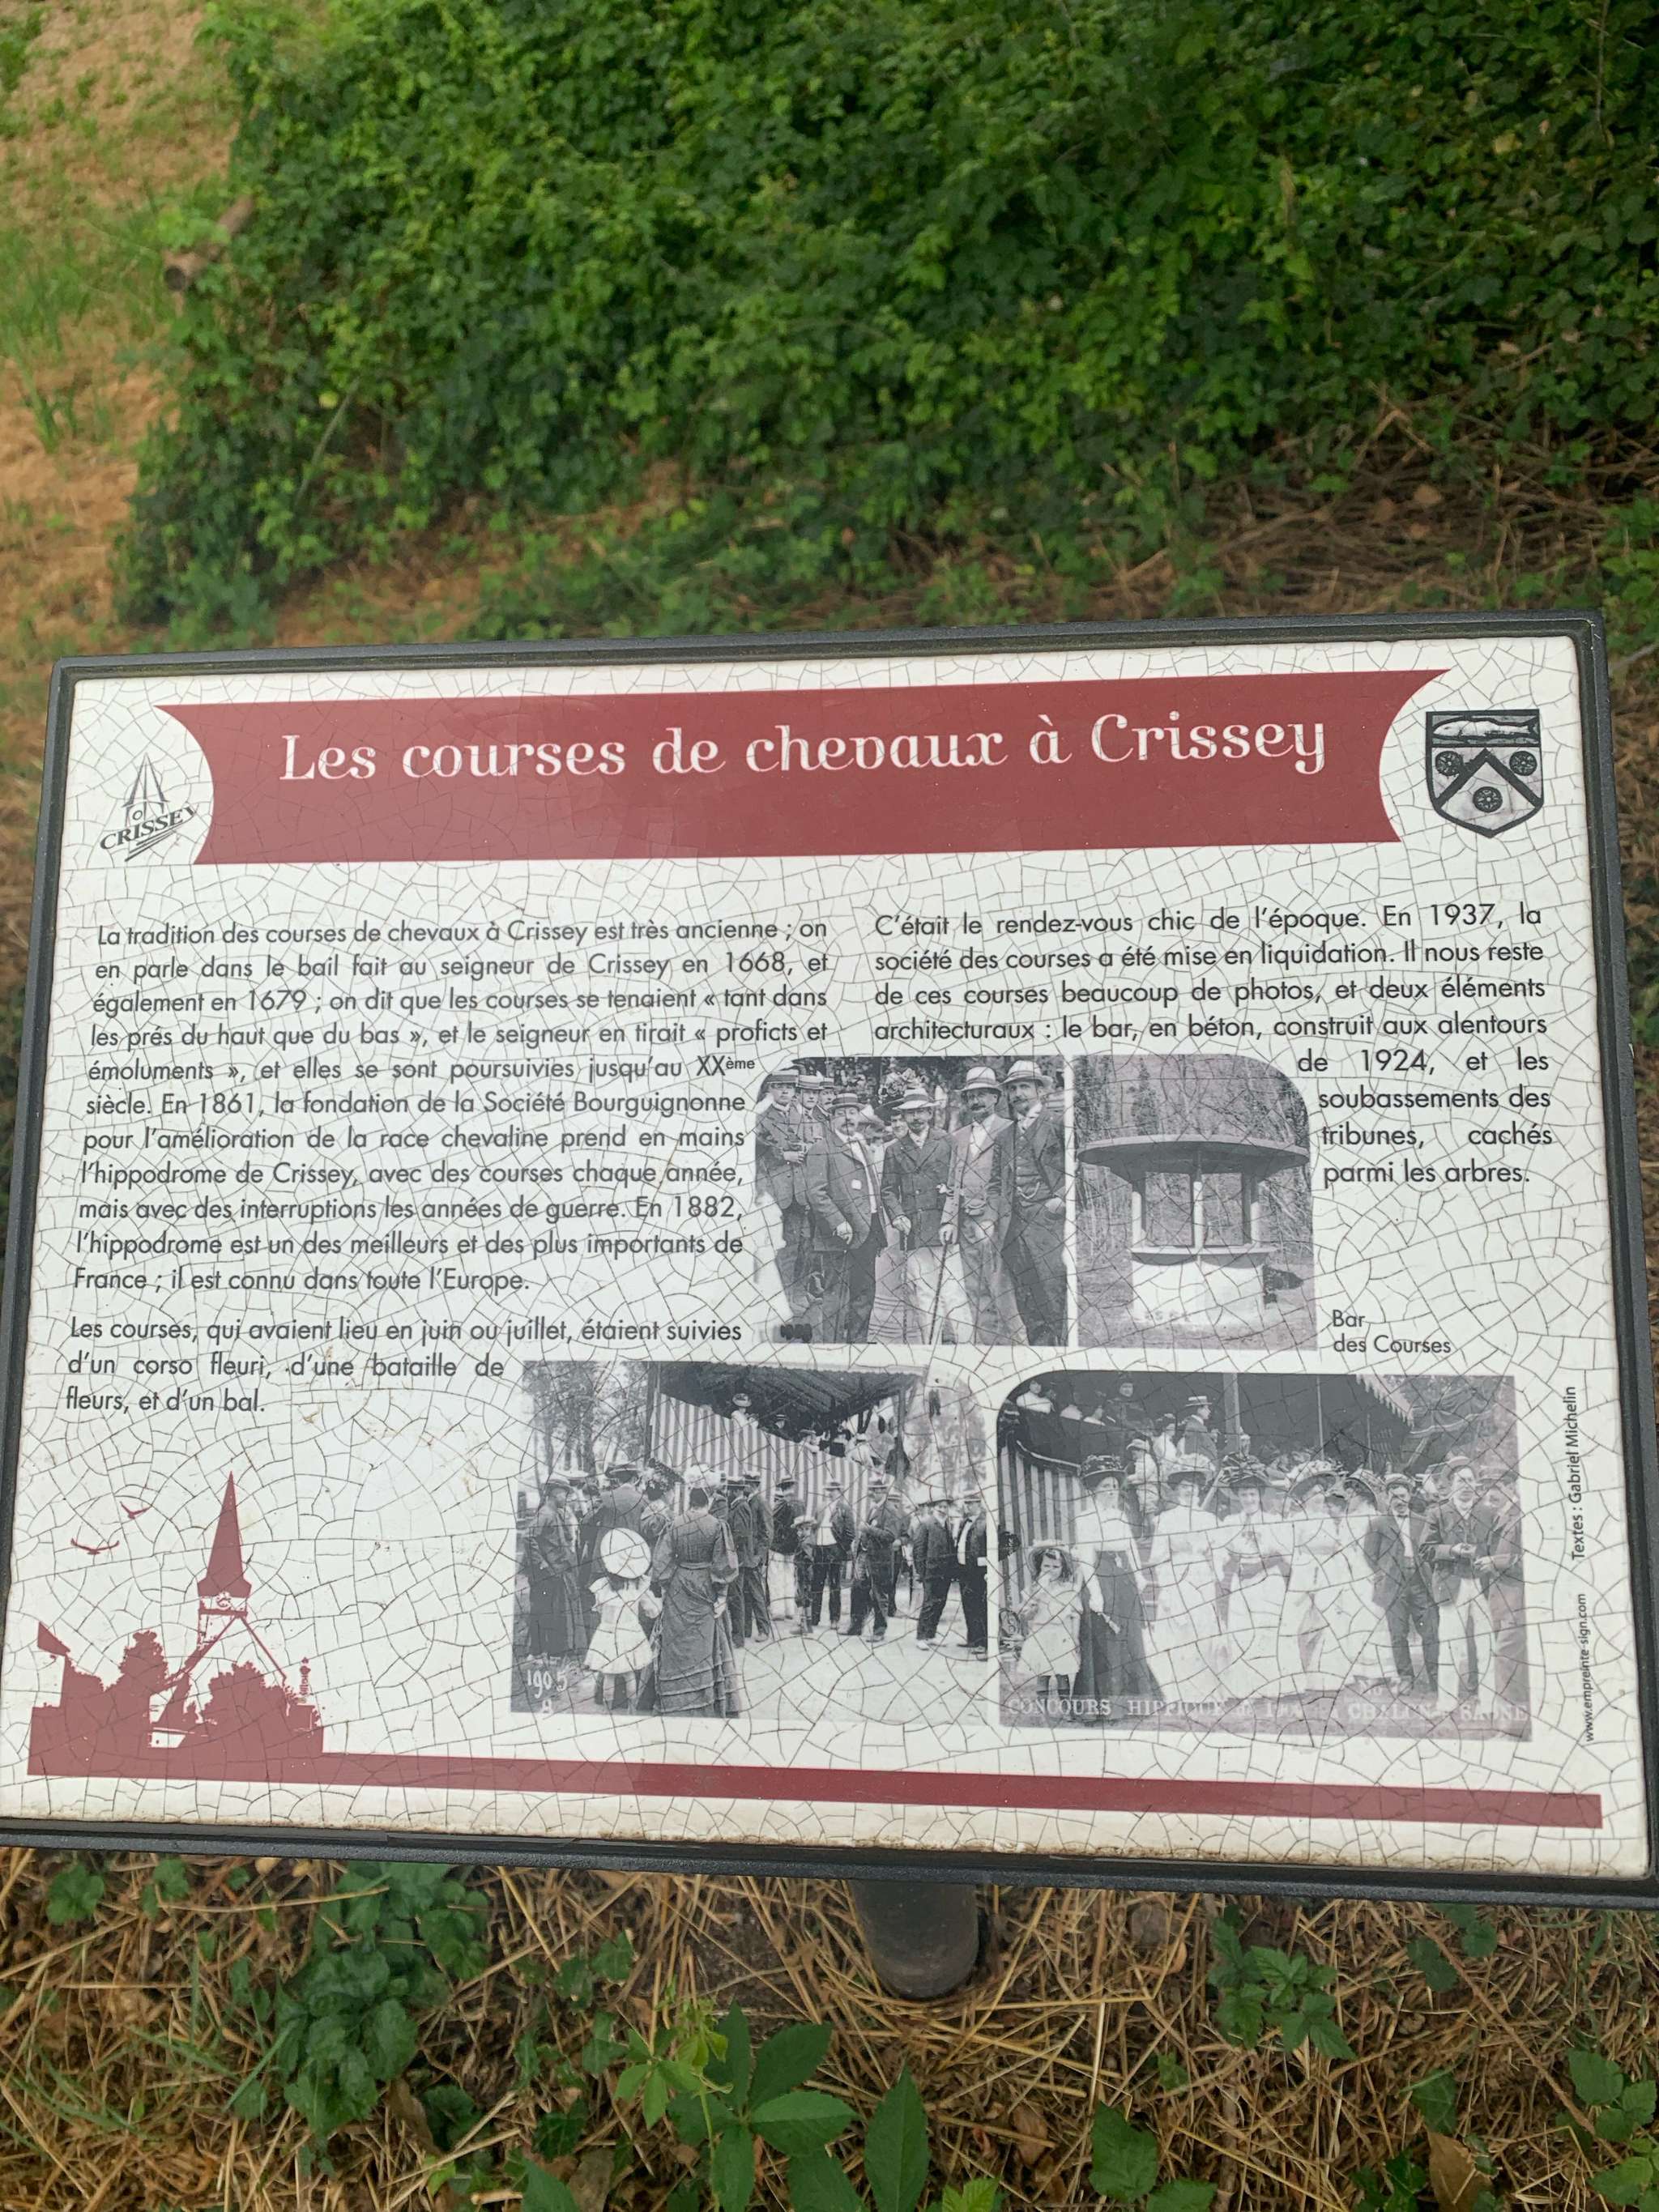 Les courses de chevaux à Crissey
CRISSEY
La tradition des courses de chevaux à Crissey est très ancienne ; on
en parle dans le bail fait au seigneur de Crissey en 1668, et
également en 1679 ; on dit que les courses se tenaient « tant dans
les prés du haut que du bas », et le seigneur en tirait « proficts et
émoluments », et elles se sont poursuivies jusqu'au XXème
siècle. En 1861, la fondation de la Société Bourguignonne
pour l'amélioration de la race chevaline prend en mains
l'hippodrome de Crissey, avec des courses chaque année,
mais avec des interruptions les années de guerre. En 1882,
l'hippodrome est un des meilleurs et des plus importants de
France ; il est connu dans toute l'Europe.
Les courses, qui avaient lieu en juin ou juillet, étaient suivies
d'un corso fleuri, d'une bataille de
fleurs, et d'un bal.
C'était le rendez-vous chic de l'époque. En 1937, la
société des courses a été mise en liquidation. Il nous reste
de ces courses beaucoup de photos, et deux éléments
architecturaux : le bar, en béton, construit aux alentours
de 1924, et les
soubassements des
tribunes, cachés
parmi les arbres.
Bar
des Courses
1905
CONCOURS HIPPIQUE SAONE
Textes : Gabriel Michelin
www.empreinte-sign.com